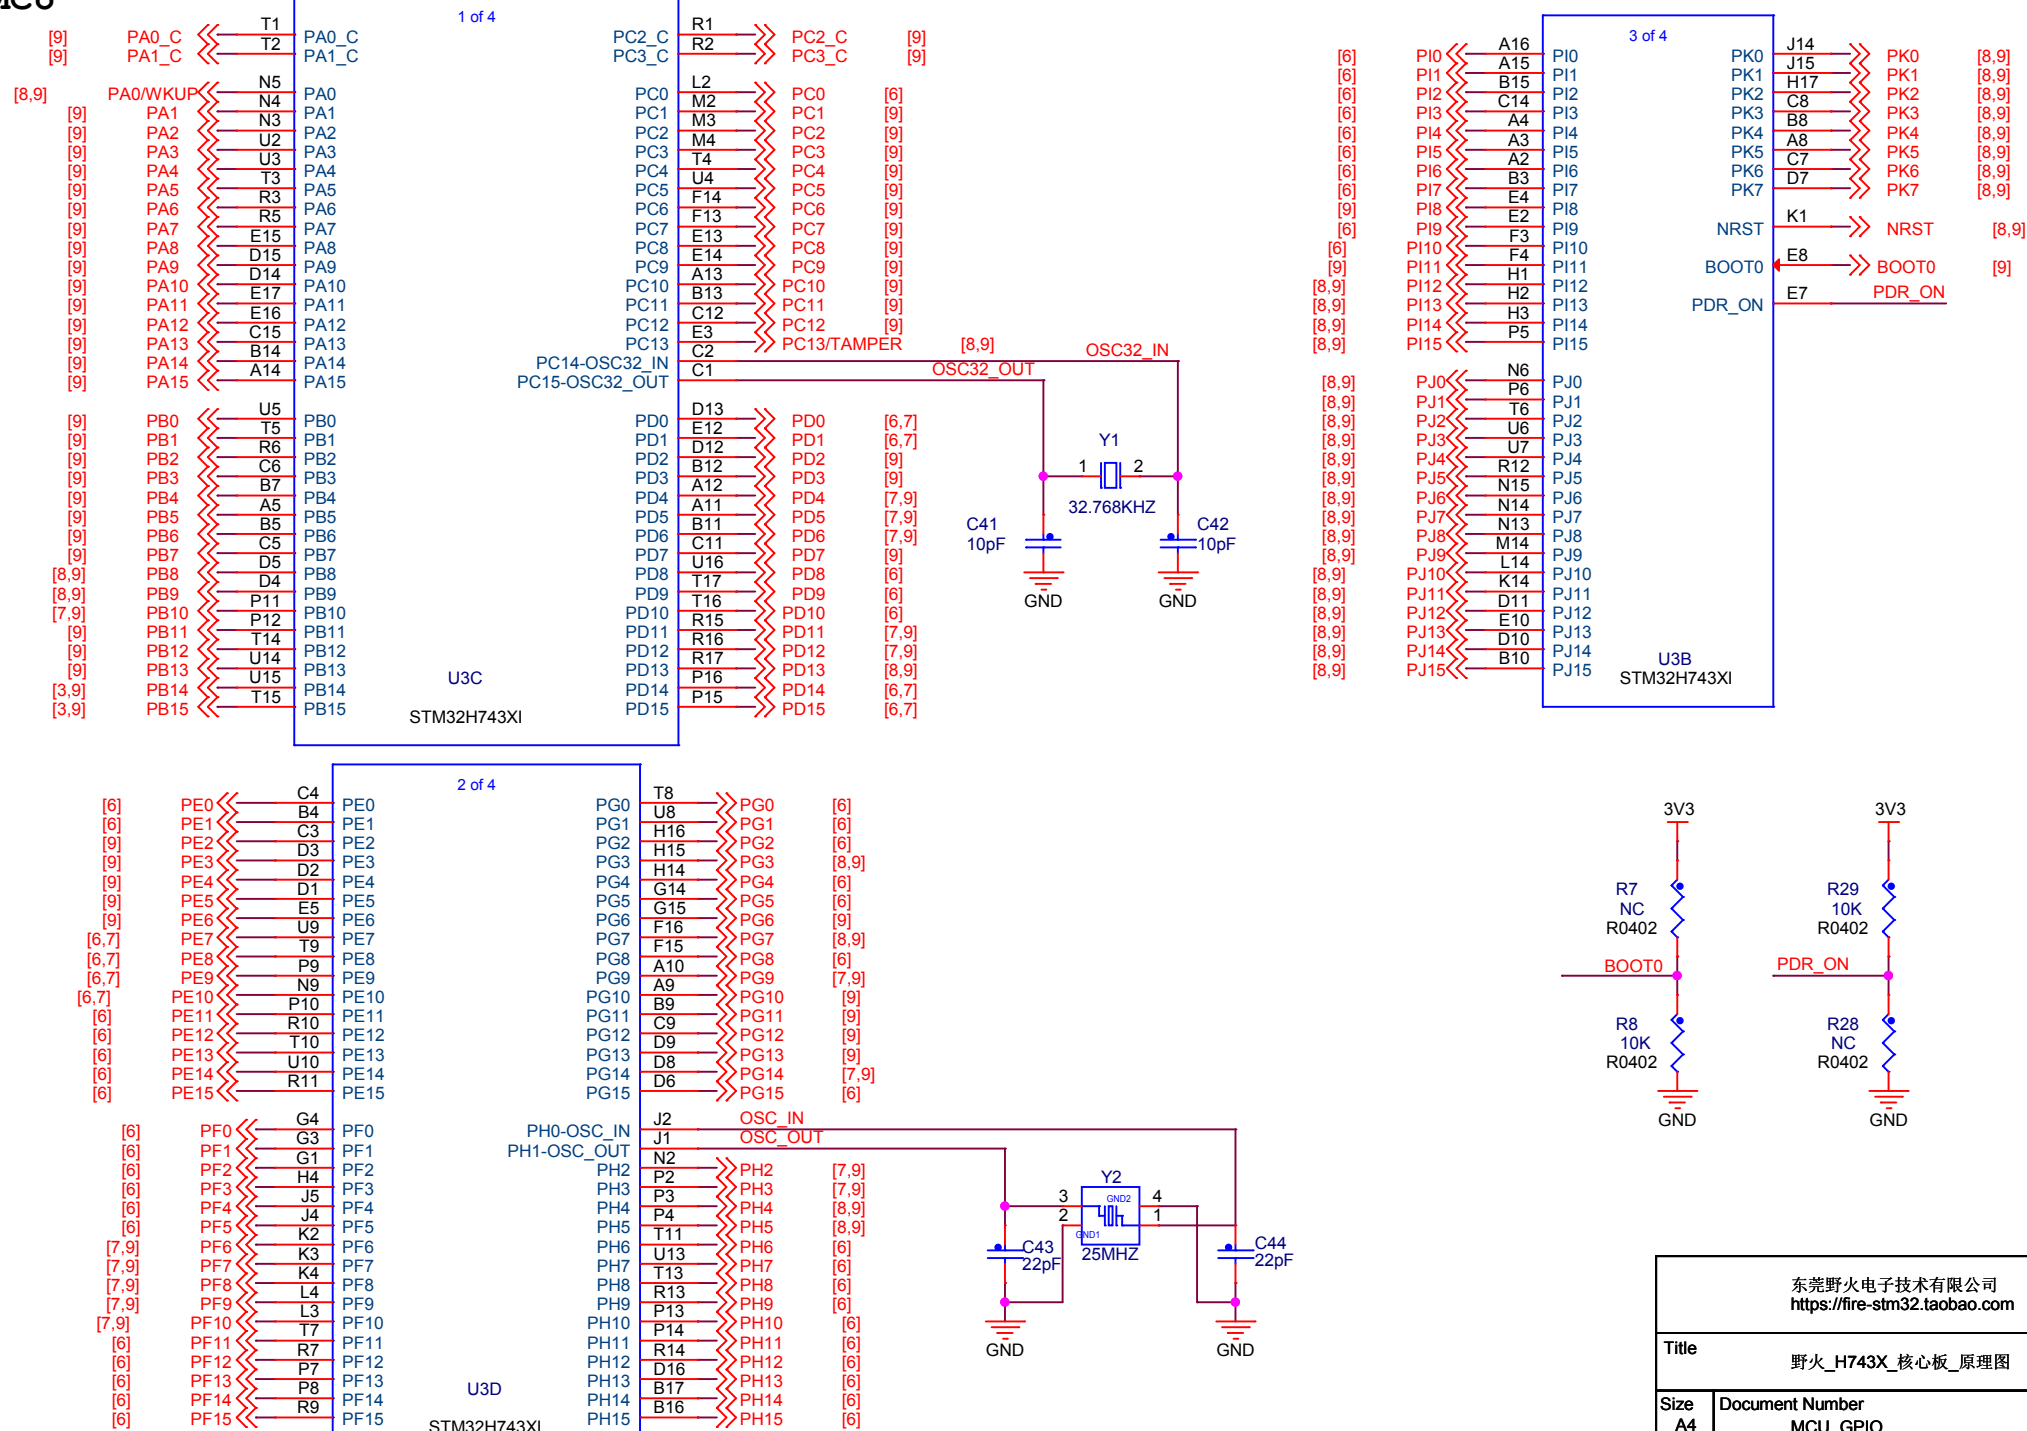 1 of 4
[9] PA0_C T1 PA0_C
[9] PA1_C T2 PA1_C
[8,9] PA0/WKUP N5 PA0
[9] PA1 N4 PA1
[9] PA2 N3 PA2
[9] PA3 U2 PA3
[9] PA4 U3 PA4
[9] PA5 T3 PA5
[9] PA6 R3 PA6
[9] PA7 R5 PA7
[9] PA8 E15 PA8
[9] PA9 D15 PA9
[9] PA10 D14 PA10
[9] PA11 E17 PA11
[9] PA12 E16 PA12
[9] PA13 C15 PA13
[9] PA14 B14 PA14
[9] PA15 A14 PA15
[9] PB0 U5 PB0
[9] PB1 T5 PB1
[9] PB2 R6 PB2
[9] PB3 C6 PB3
[9] PB4 B7 PB4
[9] PB5 A5 PB5
[9] PB6 B5 PB6
[9] PB7 C5 PB7
[8,9] PB8 D5 PB8
[8,9] PB9 D4 PB9
[7,9] PB10 P11 PB10
[9] PB11 P12 PB11
[9] PB12 T14 PB12
[9] PB13 U14 PB13
[3,9] PB14 U15 PB14
[3,9] PB15 T15 PB15
PC2_C R1 PC2_C [9]
PC3_C R2 PC3_C [9]
PC0 L2 PC0 [6]
PC1 M2 PC1 [9]
PC2 M3 PC2 [9]
PC3 M4 PC3 [9]
PC4 T4 PC4 [9]
PC5 U4 PC5 [9]
PC6 F14 PC6 [9]
PC7 F13 PC7 [9]
PC8 E13 PC8 [9]
PC9 E14 PC9 [9]
PC10 A13 PC10 [9]
PC11 B13 PC11 [9]
PC12 C12 PC12 [9]
PC13 E3 PC13/TAMPER [8,9]
PC14-OSC32_IN C2 OSC32_IN
PC15-OSC32_OUT C1 OSC32_OUT
PD0 D13 PD0 [6,7]
PD1 E12 PD1 [6,7]
PD2 D12 PD2 [9]
PD3 B12 PD3 [9]
PD4 A12 PD4 [7,9]
PD5 A11 PD5 [7,9]
PD6 B11 PD6 [7,9]
PD7 C11 PD7 [9]
PD8 U16 PD8 [6]
PD9 T17 PD9 [6]
PD10 T16 PD10 [6]
PD11 R15 PD11 [7,9]
PD12 R16 PD12 [7,9]
PD13 R17 PD13 [8,9]
PD14 P16 PD14 [6,7]
PD15 P15 PD15 [6,7]
U3C
STM32H743XI
Y1
1 2
32.768KHZ
C41
10pF
C42
10pF
GND GND
3 of 4
[6] PI0 A16 PI0
[6] PI1 A15 PI1
[6] PI2 B15 PI2
[6] PI3 C14 PI3
[6] PI4 A4 PI4
[6] PI5 A3 PI5
[6] PI6 A2 PI6
[6] PI7 B3 PI7
[9] PI8 E4 PI8
[6] PI9 E2 PI9
[6] PI10 F3 PI10
[9] PI11 F4 PI11
[8,9] PI12 H1 PI12
[8,9] PI13 H2 PI13
[8,9] PI14 H3 PI14
[8,9] PI15 P5 PI15
[8,9] PJ0 N6 PJ0
[8,9] PJ1 P6 PJ1
[8,9] PJ2 T6 PJ2
[8,9] PJ3 U6 PJ3
[8,9] PJ4 U7 PJ4
[8,9] PJ5 R12 PJ5
[8,9] PJ6 N15 PJ6
[8,9] PJ7 N14 PJ7
[8,9] PJ8 N13 PJ8
[8,9] PJ9 M14 PJ9
[8,9] PJ10 L14 PJ10
[8,9] PJ11 K14 PJ11
[8,9] PJ12 D11 PJ12
[8,9] PJ13 E10 PJ13
[8,9] PJ14 D10 PJ14
[8,9] PJ15 B10 PJ15
PK0 J14 PK0 [8,9]
PK1 J15 PK1 [8,9]
PK2 H17 PK2 [8,9]
PK3 C8 PK3 [8,9]
PK4 B8 PK4 [8,9]
PK5 A8 PK5 [8,9]
PK6 C7 PK6 [8,9]
PK7 D7 PK7 [8,9]
NRST K1 NRST [8,9]
BOOT0 E8 BOOT0 [9]
PDR_ON E7 PDR_ON
U3B
STM32H743XI
2 of 4
[6] PE0 C4 PE0
[6] PE1 B4 PE1
[9] PE2 C3 PE2
[9] PE3 D3 PE3
[9] PE4 D2 PE4
[9] PE5 D1 PE5
[9] PE6 E5 PE6
[6,7] PE7 U9 PE7
[6,7] PE8 T9 PE8
[6,7] PE9 P9 PE9
[6,7] PE10 N9 PE10
[6] PE11 P10 PE11
[6] PE12 R10 PE12
[6] PE13 T10 PE13
[6] PE14 U10 PE14
[6] PE15 R11 PE15
[6] PF0 G4 PF0
[6] PF1 G3 PF1
[6] PF2 G1 PF2
[6] PF3 H4 PF3
[6] PF4 J5 PF4
[6] PF5 J4 PF5
[7,9] PF6 K2 PF6
[7,9] PF7 K3 PF7
[7,9] PF8 K4 PF8
[7,9] PF9 L4 PF9
[7,9] PF10 L3 PF10
[6] PF11 T7 PF11
[6] PF12 R7 PF12
[6] PF13 P7 PF13
[6] PF14 P8 PF14
[6] PF15 R9 PF15
PG0 T8 PG0 [6]
PG1 U8 PG1 [6]
PG2 H16 PG2 [6]
PG3 H15 PG3 [8,9]
PG4 H14 PG4 [6]
PG5 G14 PG5 [6]
PG6 G15 PG6 [9]
PG7 F16 PG7 [8,9]
PG8 F15 PG8 [6]
PG9 A10 PG9 [7,9]
PG10 A9 PG10 [9]
PG11 B9 PG11 [9]
PG12 C9 PG12 [9]
PG13 D9 PG13 [9]
PG14 D8 PG14 [7,9]
PG15 D6 PG15 [6]
PH0-OSC_IN J2 OSC_IN
PH1-OSC_OUT J1 OSC_OUT
PH2 N2 PH2 [7,9]
PH3 P2 PH3 [7,9]
PH4 P3 PH4 [8,9]
PH5 P4 PH5 [8,9]
PH6 T11 PH6 [6]
PH7 U13 PH7 [6]
PH8 T13 PH8 [6]
PH9 R13 PH9 [6]
PH10 P13 PH10 [6]
PH11 P14 PH11 [6]
PH12 R14 PH12 [6]
PH13 D16 PH13 [6]
PH14 B17 PH14 [6]
PH15 B16 PH15 [6]
U3D
STM32H743XI
Y2
3 GND2 4
2 GND1 1
25MHZ
C43
22pF
C44
22pF
GND GND
3V3 3V3
R7
NC
R0402
R29
10K
R0402
BOOT0 PDR_ON
R8
10K
R0402
R28
NC
R0402
GND GND
东莞野火电子技术有限公司
https://fire-stm32.taobao.com
Title
野火_H743X_核心板_原理图
Size Document Number
A4 MCU_GPIO